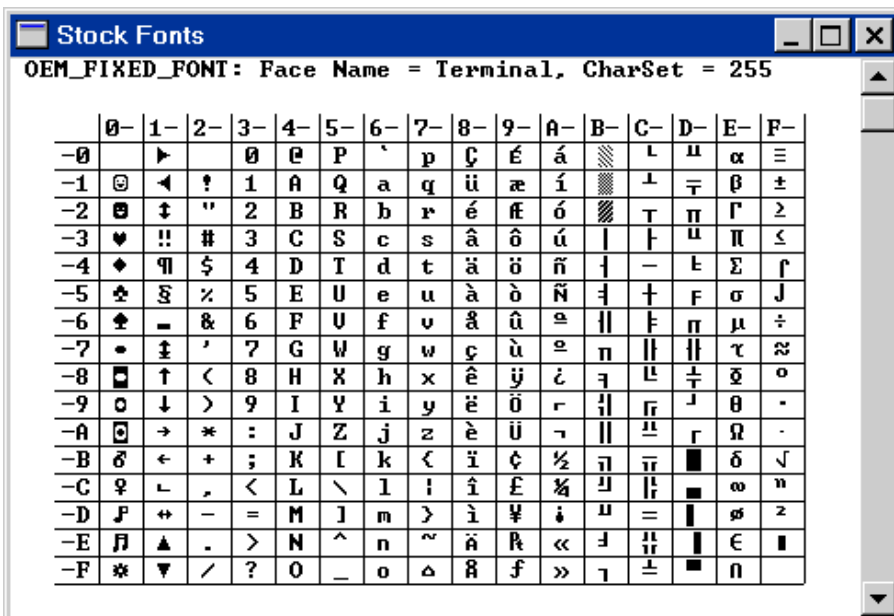 Stock Fonts
OEM_FIXED_FONT: Face Name = Terminal, CharSet = 255
0- 1- 2- 3- 4- 5- 6- 7- 8- 9- A- B- C- D- E- F-
-0 ► 0 @ P ` p Ç É á ░ └ ╨ α ≡
-1 ☺ ◄ ! 1 A Q a q ü æ í ▒ ┴ ╤ β ±
-2 ☻ ↕ " 2 B R b r é Æ ó ▓ ┬ ╥ Γ ≥
-3 ♥ ‼ # 3 C S c s â ô ú │ ├ ╙ π ≤
-4 ♦ ¶ $ 4 D T d t ä ö ñ ┤ ─ ╘ Σ ⌠
-5 ♣ § % 5 E U e u à ò Ñ ╡ ┼ ╒ σ ⌡
-6 ♠ ▬ & 6 F V f v å û ª ╢ ╞ ╓ µ ÷
-7 • ↨ ' 7 G W g w ç ù º ╖ ╟ ╫ τ ≈
-8 ◘ ↑ ( 8 H X h x ê ÿ ¿ ╕ ╚ ╪ Φ °
-9 ○ ↓ ) 9 I Y i y ë Ö ⌐ ╣ ╔ ┘ θ ∙
-A ◙ → * : J Z j z è Ü ¬ ║ ╩ ┌ Ω ·
-B ♂ ← + ; K [ k { ï ¢ ½ ╗ ╦ █ δ √
-C ♀ ∟ , < L \ l ¦ î £ ¼ ╝ ╠ ▄ ∞ ⁿ
-D ♪ ↔ - = M ] m } ì ¥ ¡ ╜ ═ ▌ ø ²
-E ♫ ▲ . > N ^ n ~ Ä ₧ « ╛ ╬ ▐ ∈ ■
-F ☼ ▼ / ? O _ o ⌂ Å ƒ » ┐ ╧ ▀ ∩